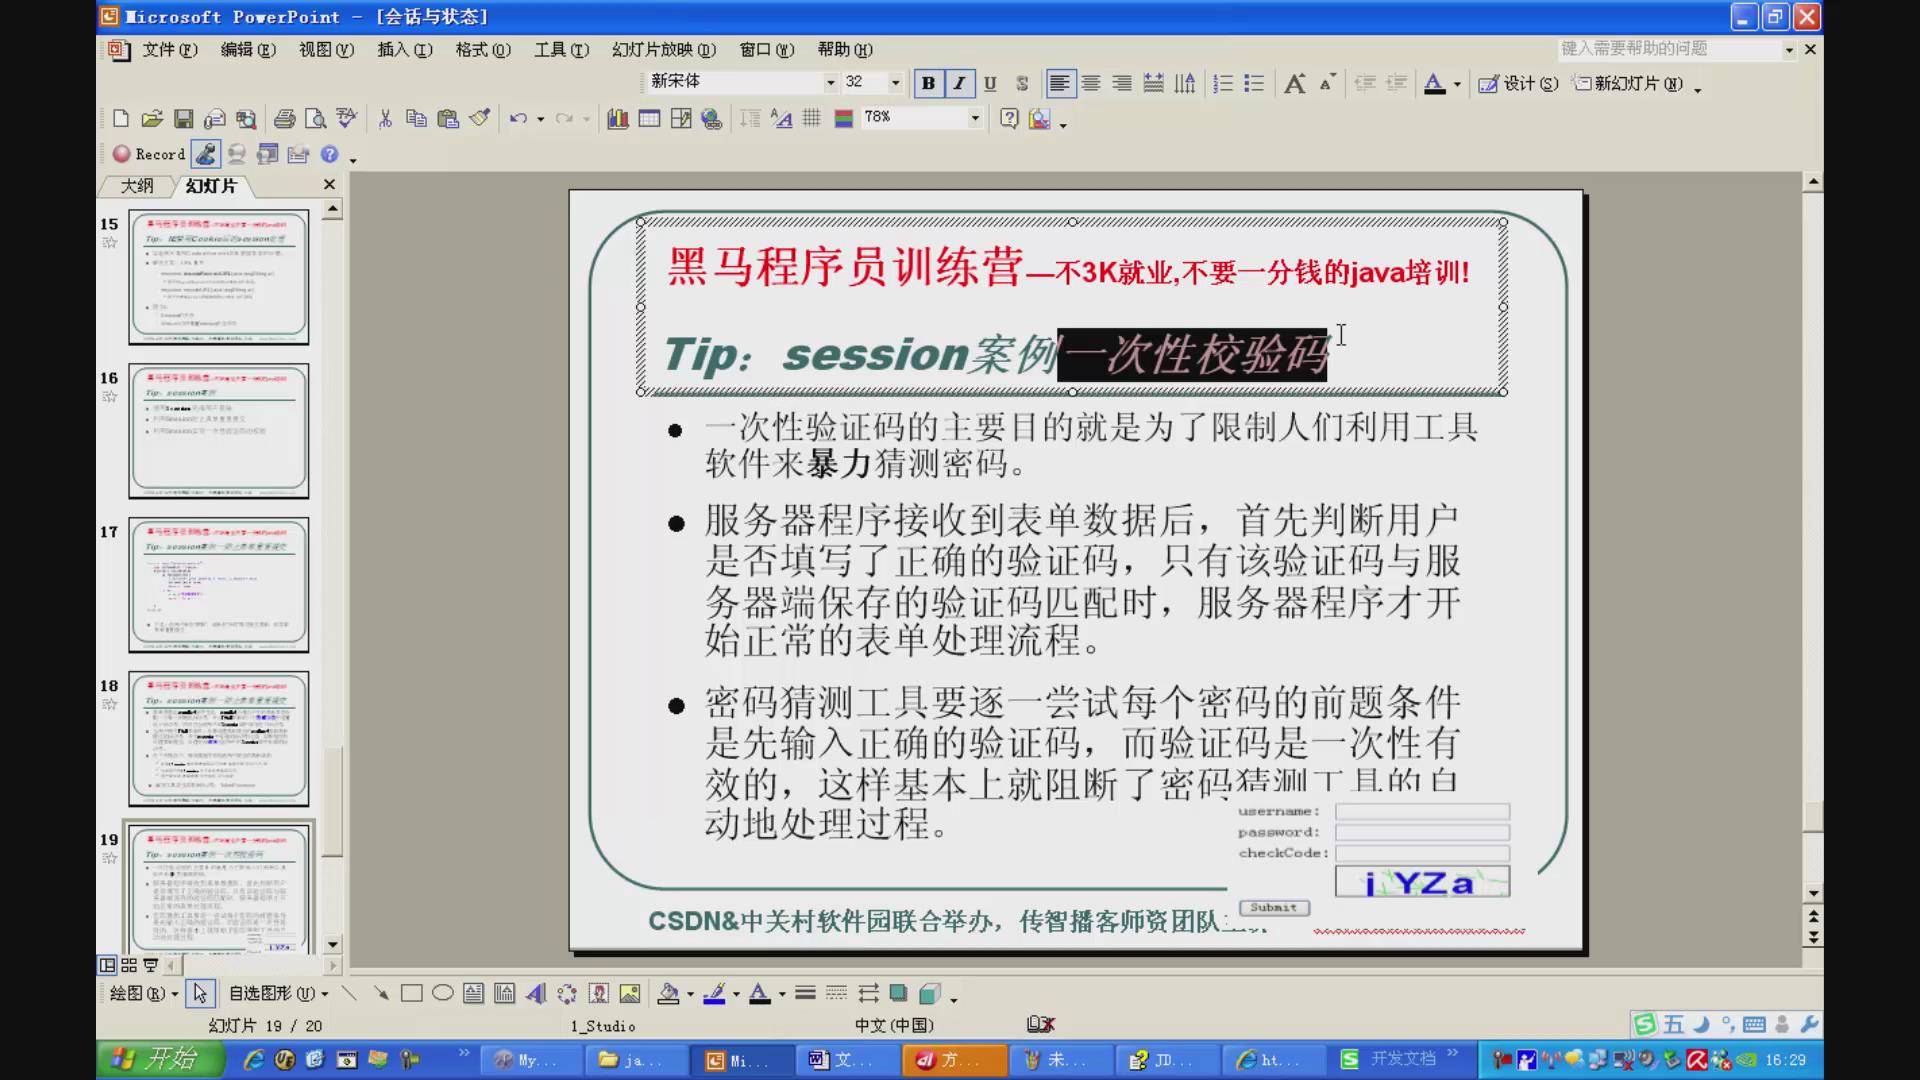 Microsoft PowerPoint - [会话与状态]
文件(F) 编辑(E) 视图(V) 插入(I) 格式(O) 工具(T) 幻灯片放映(D) 窗口(W) 帮助(H) 键入需要帮助的问题
新宋体 32 B I U S 设计(S) 新幻灯片(N)
78%
Record
大纲 幻灯片
15
16
17
18
19
黑马程序员训练营—不3K就业,不要一分钱的java培训!
Tip：session案例一次性校验码
一次性验证码的主要目的就是为了限制人们利用工具
软件来暴力猜测密码。
服务器程序接收到表单数据后，首先判断用户
是否填写了正确的验证码，只有该验证码与服
务器端保存的验证码匹配时，服务器程序才开
始正常的表单处理流程。
密码猜测工具要逐一尝试每个密码的前题条件
是先输入正确的验证码，而验证码是一次性有
效的，这样基本上就阻断了密码猜测工具的自
动地处理过程。
username:
password:
checkCode:
i YZa
Submit
CSDN&中关村软件园联合举办，传智播客师资团队
绘图(R) 自选图形(U)
幻灯片 19 / 20 1_Studio 中文(中国)
五
开始 My... ja... Mi... 文... 方... 未... JD... ht... 开发文档 16:29